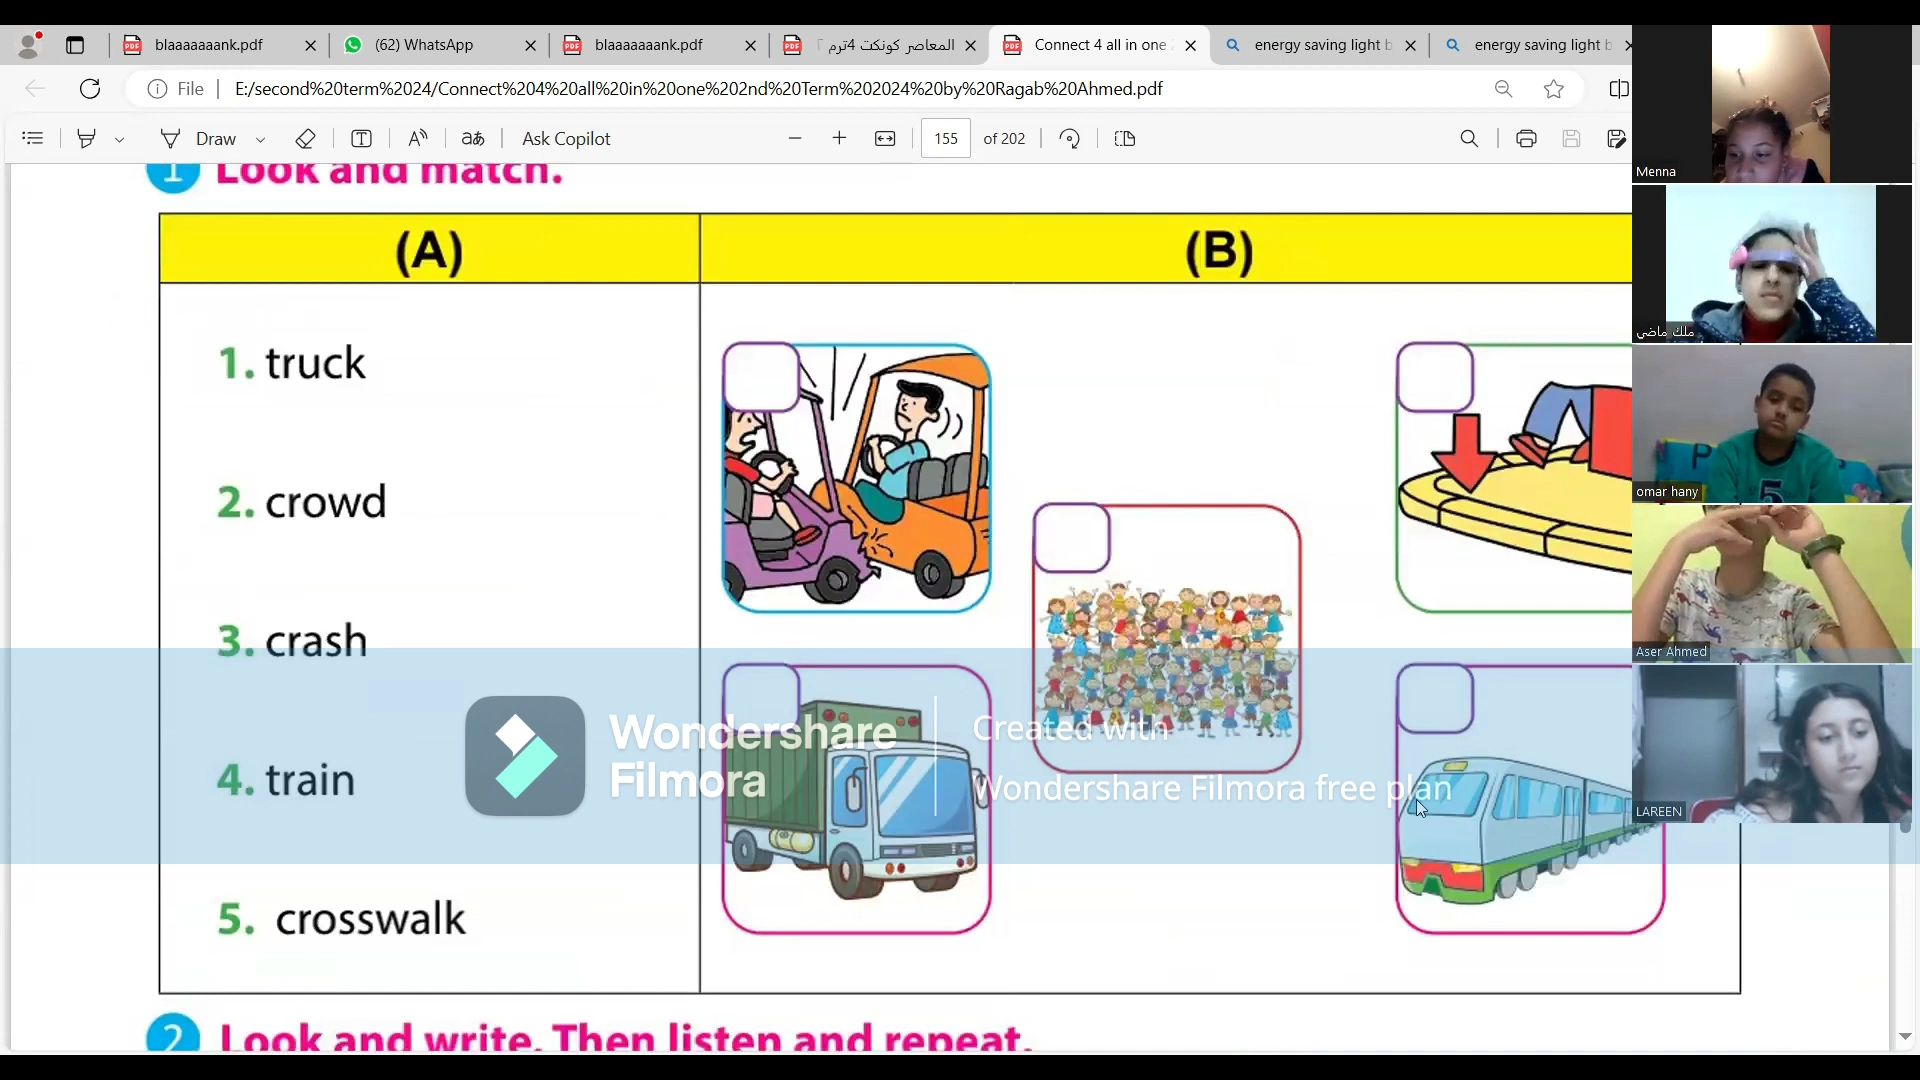 blaaaaaaank.pdf
(62) WhatsApp
blaaaaaaank.pdf
المعاصر كونكت 4ترم ٢
Connect 4 all in one
energy saving light b
energy saving light b
File
E:/second%20term%2024/Connect%204%20all%20in%20one%202nd%20Term%202024%20by%20Ragab%20Ahmed.pdf
Draw
Ask Copilot
155
of 202
1 Look and match.
(A)
(B)
1. truck
2. crowd
3. crash
4. train
5. crosswalk
Wondershare
Filmora
Created with
Wondershare Filmora free plan
2 Look and write. Then listen and repeat.
Menna
ملك ماضي
omar hany
5
Aser Ahmed
LAREEN